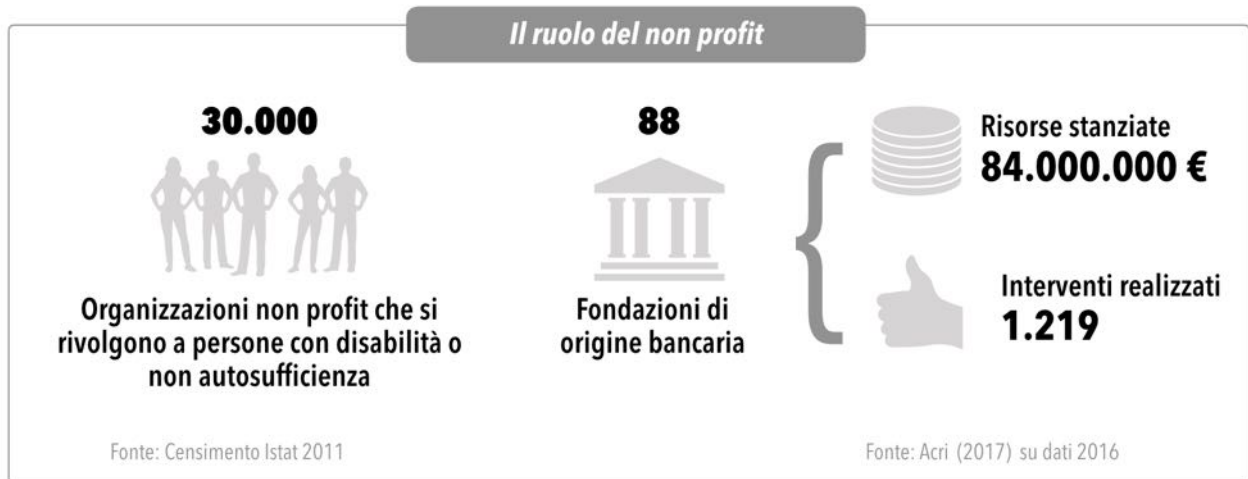 Il ruolo del non profit
30.000
Organizzazioni non profit che si
rivolgono a persone con disabilità o
non autosufficienza
Fonte: Censimento Istat 2011
88
Fondazioni di
origine bancaria
Risorse stanziate
84.000.000 €
Interventi realizzati
1.219
Fonte: Acri (2017) su dati 2016